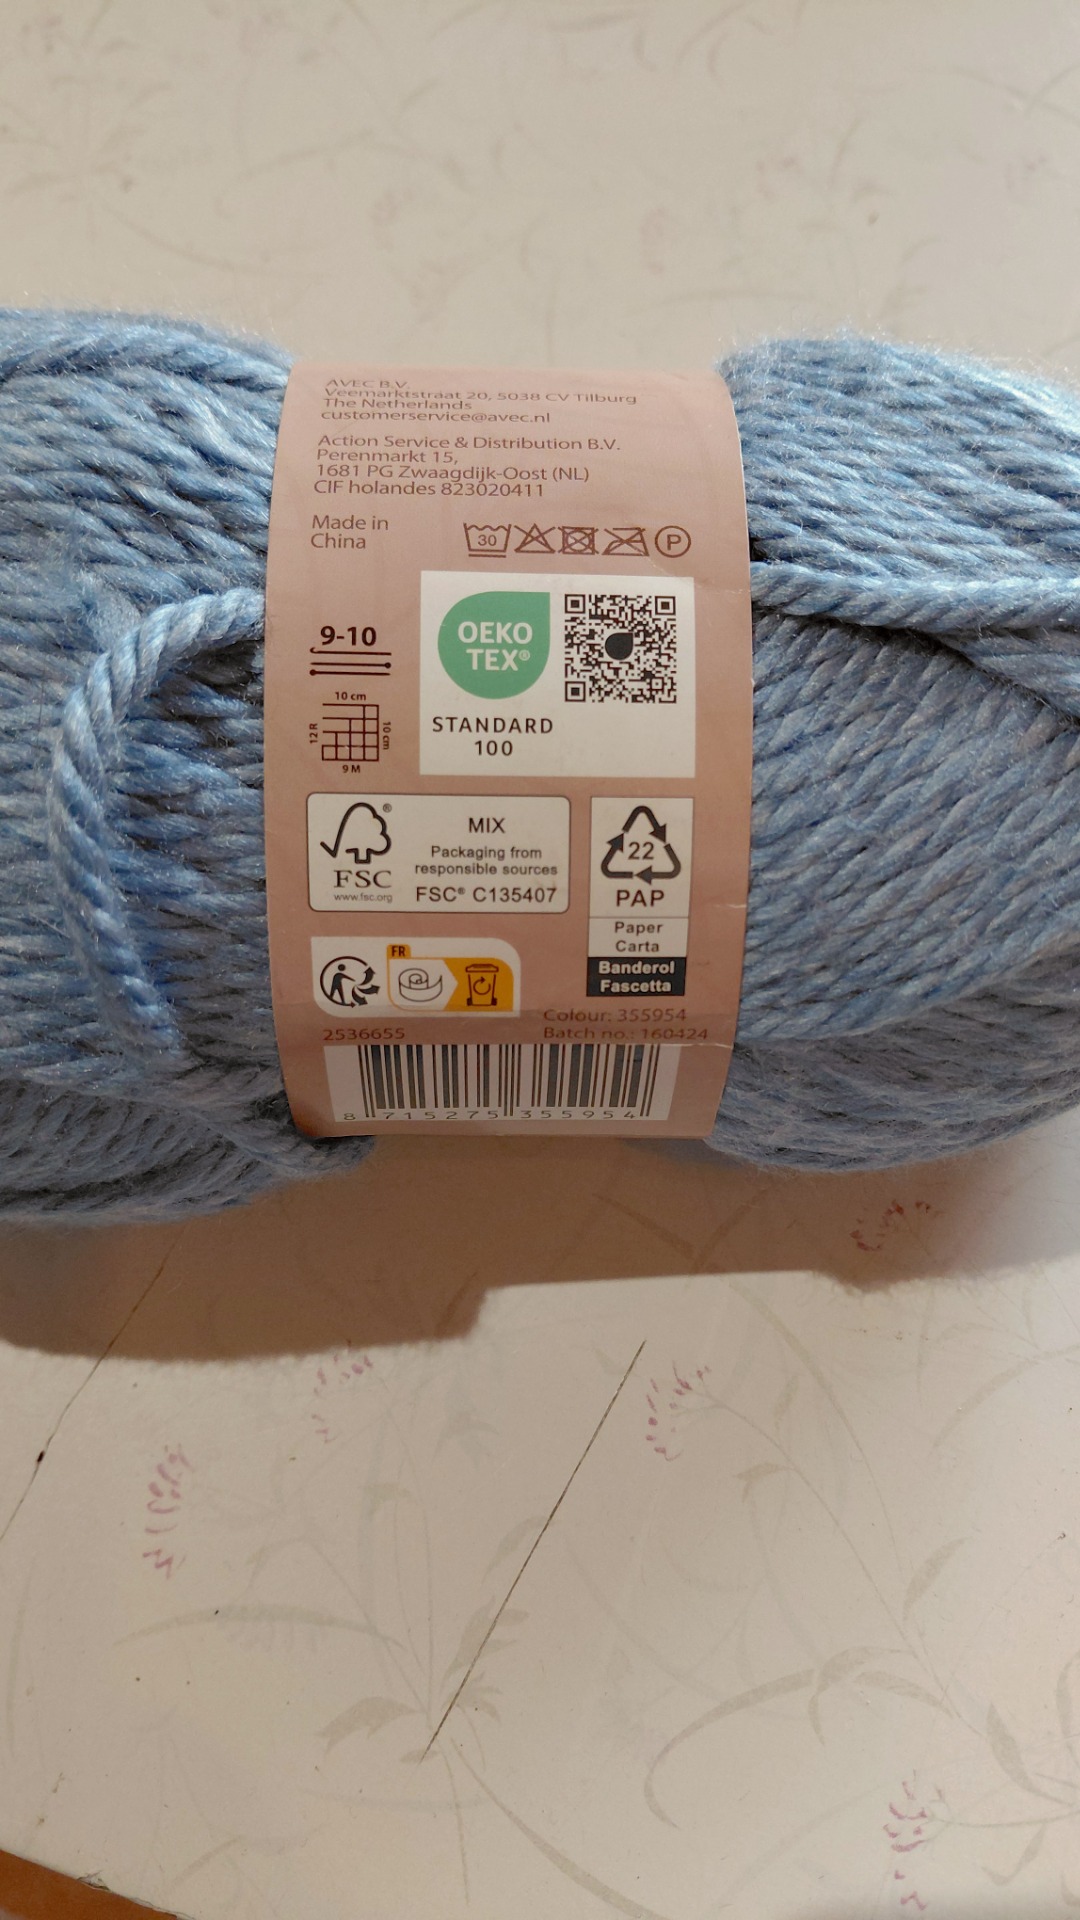 AVEC B.V.
Veemarktstraat 20, 5038 CV Tilburg
The Netherlands
customerservice@avec.nl
Action Service & Distribution B.V.
Perenmarkt 15,
1681 PG Zwaagdijk-Oost (NL)
CIF holandes 823020411
Made in
China
30
P
9-10
10 cm
10 cm
12 R
9 M
OEKO
TEX®
STANDARD
100
FSC®
www.fsc.org
MIX
Packaging from
responsible sources
FSC® C135407
22
PAP
Paper
Carta
Banderol
Fascetta
FR
Colour: 355954
2536655
Batch no.: 160424
8 715275 355954